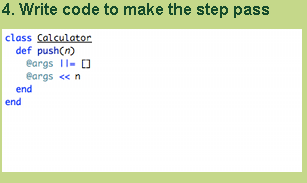 4. Write code to make the step pass
class Calculator
  def push(n)
    @args ||= []
    @args << n
  end
end